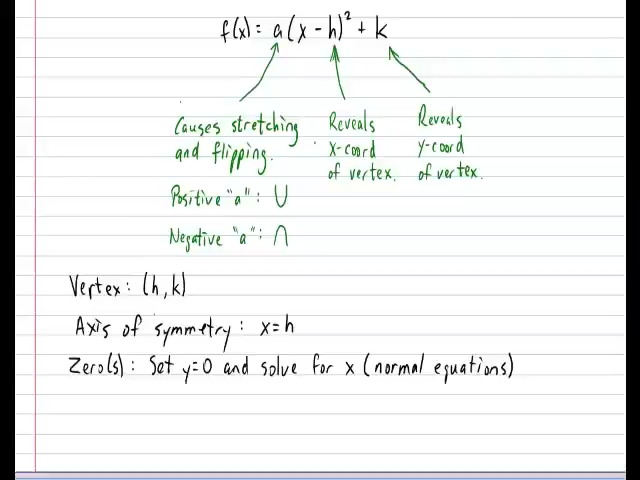 f(x) = a(x - h)² + k
Causes stretching
and flipping.
Positive "a": ∪
Negative "a": ∩
Reveals
x-coord
of vertex.
Reveals
y-coord
of vertex.
Vertex: (h, k)
Axis of symmetry: x=h
Zero(s): Set y=0 and solve for x (normal equations)